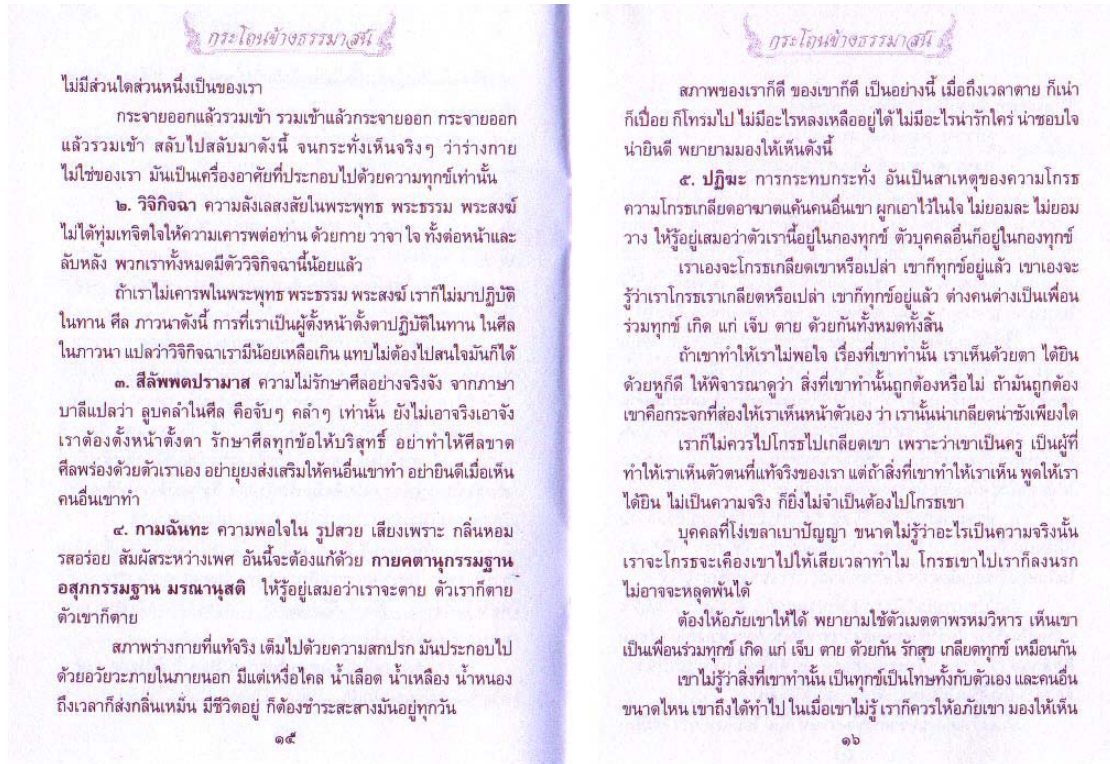 กระโถนข้างธรรมาสน์
ไม่มีส่วนใดส่วนหนึ่งเป็นของเรา
กระจายออกแล้วรวมเข้า รวมเข้าแล้วกระจายออก กระจายออก
แล้วรวมเข้า สลับไปสลับมาดังนี้ จนกระทั่งเห็นจริงๆ ว่าร่างกาย
ไม่ใช่ของเรา มันเป็นเครื่องอาศัยที่ประกอบไปด้วยความทุกข์เท่านั้น
๒. วิจิกิจฉา ความลังเลสงสัยในพระพุทธ พระธรรม พระสงฆ์
ไม่ได้ทุ่มเทจิตใจให้ความเคารพต่อท่าน ด้วยกาย วาจา ใจ ทั้งต่อหน้าและ
ลับหลัง พวกเราทั้งหมดมีตัววิจิกิจฉานี้น้อยแล้ว
ถ้าเราไม่เคารพในพระพุทธ พระธรรม พระสงฆ์ เราก็ไม่มาปฏิบัติ
ในทาน ศีล ภาวนาดังนี้ การที่เราเป็นผู้ตั้งหน้าตั้งตาปฏิบัติในทาน ในศีล
ในภาวนา แปลว่าวิจิกิจฉาเรามีน้อยเหลือเกิน แทบไม่ต้องไปสนใจมันก็ได้
๓. สีลัพพตปรามาส ความไม่รักษาศีลอย่างจริงจัง จากภาษา
บาลีแปลว่า ลูบคลำในศีล คือจับๆ คลำๆ เท่านั้น ยังไม่เอาจริงเอาจัง
เราต้องตั้งหน้าตั้งตา รักษาศีลทุกข้อให้บริสุทธิ์ อย่าทำให้ศีลขาด
ศีลพร่องด้วยตัวเราเอง อย่ายุยงส่งเสริมให้คนอื่นเขาทำ อย่ายินดีเมื่อเห็น
คนอื่นเขาทำ
๔. กามฉันทะ ความพอใจใน รูปสวย เสียงเพราะ กลิ่นหอม
รสอร่อย สัมผัสระหว่างเพศ อันนี้จะต้องแก้ด้วย กายคตานุกรรมฐาน
อสุภกรรมฐาน มรณานุสติ ให้รู้อยู่เสมอว่าเราจะตาย ตัวเราก็ตาย
ตัวเขาก็ตาย
สภาพร่างกายที่แท้จริง เต็มไปด้วยความสกปรก มันประกอบไป
ด้วยอวัยวะภายในภายนอก มีแต่เหงื่อไคล น้ำเลือด น้ำเหลือง น้ำหนอง
ถึงเวลาก็ส่งกลิ่นเหม็น มีชีวิตอยู่ ก็ต้องชำระสะสางมันอยู่ทุกวัน
๑๕
กระโถนข้างธรรมาสน์
สภาพของเราก็ดี ของเขาก็ดี เป็นอย่างนี้ เมื่อถึงเวลาตาย ก็เน่า
ก็เปื่อย ก็โทรมไป ไม่มีอะไรหลงเหลืออยู่ได้ ไม่มีอะไรน่ารักใคร่ น่าชอบใจ
น่ายินดี พยายามมองให้เห็นดังนี้
๕. ปฏิฆะ การกระทบกระทั่ง อันเป็นสาเหตุของความโกรธ
ความโกรธเกลียดอาฆาตแค้นคนอื่นเขา ผูกเอาไว้ในใจ ไม่ยอมละ ไม่ยอม
วาง ให้รู้อยู่เสมอว่าตัวเรานี้อยู่ในกองทุกข์ ตัวบุคคลอื่นก็อยู่ในกองทุกข์
เราเองจะโกรธเกลียดเขาหรือเปล่า เขาก็ทุกข์อยู่แล้ว เขาเองจะ
รู้ว่าเราโกรธเราเกลียดหรือเปล่า เขาก็ทุกข์อยู่แล้ว ต่างคนต่างเป็นเพื่อน
ร่วมทุกข์ เกิด แก่ เจ็บ ตาย ด้วยกันทั้งหมดทั้งสิ้น
ถ้าเขาทำให้เราไม่พอใจ เรื่องที่เขาทำนั้น เราเห็นด้วยตา ได้ยิน
ด้วยหูก็ดี ให้พิจารณาดูว่า สิ่งที่เขาทำนั้นถูกต้องหรือไม่ ถ้ามันถูกต้อง
เขาคือกระจกที่ส่องให้เราเห็นหน้าตัวเอง ว่า เรานั้นน่าเกลียดน่าชังเพียงใด
เราก็ไม่ควรไปโกรธไปเกลียดเขา เพราะว่าเขาเป็นครู เป็นผู้ที่
ทำให้เราเห็นตัวตนที่แท้จริงของเรา แต่ถ้าสิ่งที่เขาทำให้เราเห็น พูดให้เรา
ได้ยิน ไม่เป็นความจริง ก็ยิ่งไม่จำเป็นต้องไปโกรธเขา
บุคคลที่โง่เขลาเบาปัญญา ขนาดไม่รู้ว่าอะไรเป็นความจริงนั้น
เราจะโกรธจะเคืองเขาไปให้เสียเวลาทำไม โกรธเขาไปเราก็ลงนรก
ไม่อาจจะหลุดพ้นได้
ต้องให้อภัยเขาให้ได้ พยายามใช้ตัวเมตตาพรหมวิหาร เห็นเขา
เป็นเพื่อนร่วมทุกข์ เกิด แก่ เจ็บ ตาย ด้วยกัน รักสุข เกลียดทุกข์ เหมือนกัน
เขาไม่รู้ว่าสิ่งที่เขาทำนั้น เป็นทุกข์เป็นโทษทั้งกับตัวเอง และคนอื่น
ขนาดไหน เขาถึงได้ทำไป ในเมื่อเขาไม่รู้ เราก็ควรให้อภัยเขา มองให้เห็น
๑๖